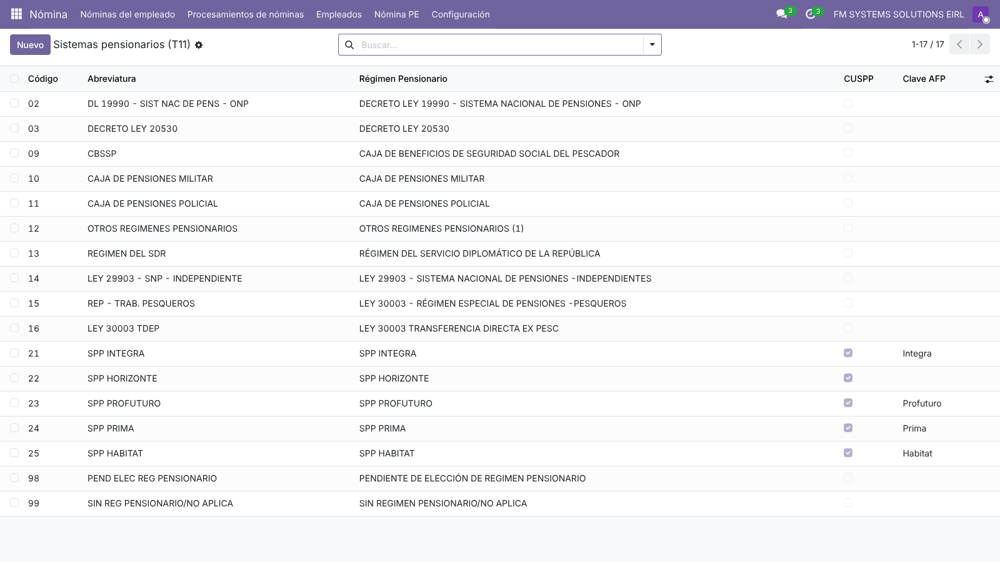 Nómina Nóminas del empleado Procesamientos de nóminas Empleados Nómina PE Configuración 3 3 FM SYSTEMS SOLUTIONS EIRL A
Nuevo Sistemas pensionarios (T11) Buscar... 1-17 / 17
Código Abreviatura Régimen Pensionario CUSPP Clave AFP
02 DL 19990 - SIST NAC DE PENS - ONP DECRETO LEY 19990 - SISTEMA NACIONAL DE PENSIONES - ONP
03 DECRETO LEY 20530 DECRETO LEY 20530
09 CBSSP CAJA DE BENEFICIOS DE SEGURIDAD SOCIAL DEL PESCADOR
10 CAJA DE PENSIONES MILITAR CAJA DE PENSIONES MILITAR
11 CAJA DE PENSIONES POLICIAL CAJA DE PENSIONES POLICIAL
12 OTROS REGIMENES PENSIONARIOS OTROS REGIMENES PENSIONARIOS (1)
13 REGIMEN DEL SDR RÉGIMEN DEL SERVICIO DIPLOMÁTICO DE LA REPÚBLICA
14 LEY 29903 - SNP - INDEPENDIENTE LEY 29903 - SISTEMA NACIONAL DE PENSIONES -INDEPENDIENTES
15 REP - TRAB. PESQUEROS LEY 30003 - RÉGIMEN ESPECIAL DE PENSIONES -PESQUEROS
16 LEY 30003 TDEP LEY 30003 TRANSFERENCIA DIRECTA EX PESC
21 SPP INTEGRA SPP INTEGRA Integra
22 SPP HORIZONTE SPP HORIZONTE
23 SPP PROFUTURO SPP PROFUTURO Profuturo
24 SPP PRIMA SPP PRIMA Prima
25 SPP HABITAT SPP HABITAT Habitat
98 PEND ELEC REG PENSIONARIO PENDIENTE DE ELECCIÓN DE REGIMEN PENSIONARIO
99 SIN REG PENSIONARIO/NO APLICA SIN REGIMEN PENSIONARIO/NO APLICA